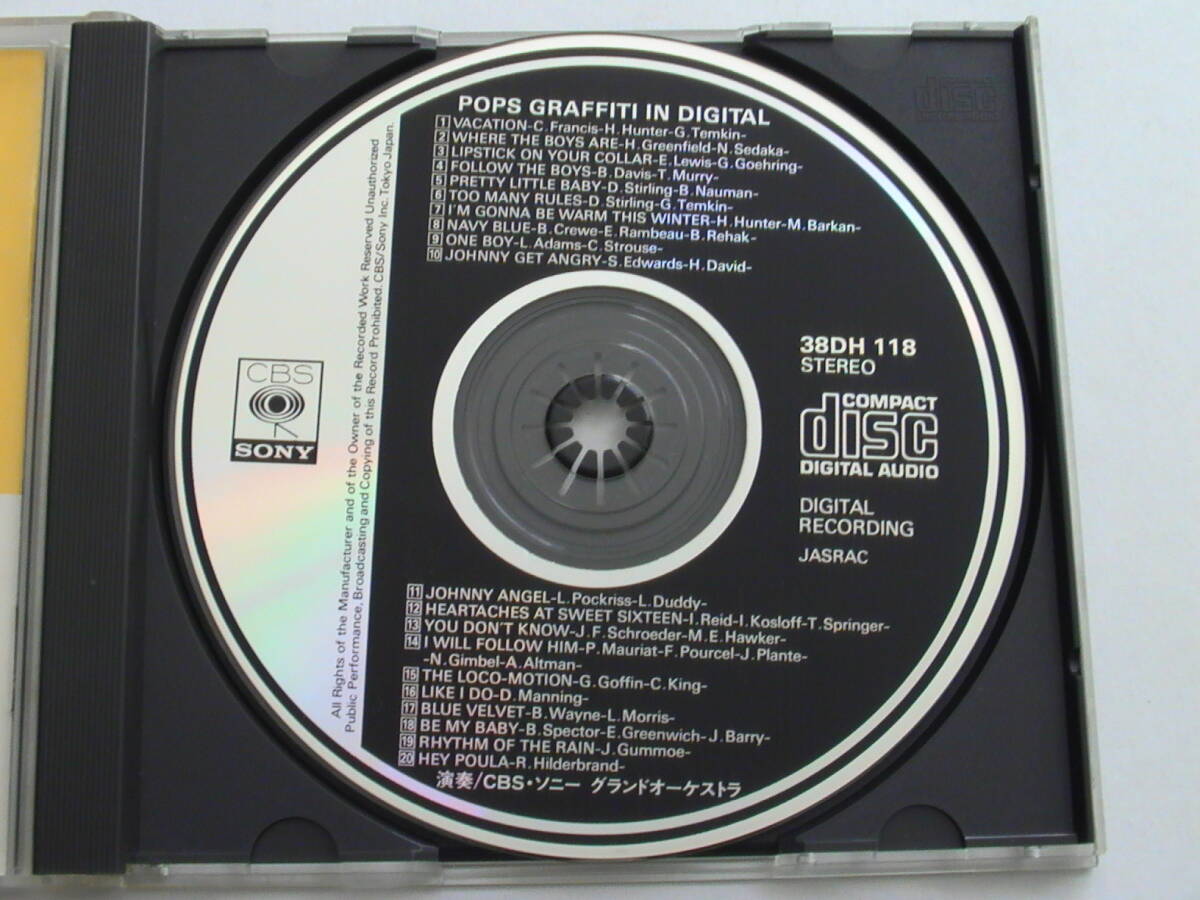 POPS GRAFFITI IN DIGITAL
1 VACATION-C. Francis-H. Hunter-G. Temkin-
2 WHERE THE BOYS ARE-H. Greenfield-N. Sedaka-
3 LIPSTICK ON YOUR COLLAR-E. Lewis-G. Goehring-
4 FOLLOW THE BOYS-B. Davis-T. Murry-
5 PRETTY LITTLE BABY-D. Stirling-B. Nauman-
6 TOO MANY RULES-D. Stirling-G. Temkin-
7 I'M GONNA BE WARM THIS WINTER-H. Hunter-M. Barkan-
8 NAVY BLUE-B. Crewe-E. Rambeau-B. Rehak-
9 ONE BOY-L. Adams-C. Strouse-
10 JOHNNY GET ANGRY-S. Edwards-H. David-
All Rights of the Manufacturer and of the Owner of the Recorded Work Reserved Unauthorized
Public Performance, Broadcasting and Copying of this Record Prohibited. CBS/Sony Inc. Tokyo Japan.
CBS
SONY
38DH 118
STEREO
COMPACT
disc
DIGITAL AUDIO
DIGITAL
RECORDING
JASRAC
11 JOHNNY ANGEL-L. Pockriss-L. Duddy-
12 HEARTACHES AT SWEET SIXTEEN-I. Reid-I. Kosloff-T. Springer-
13 YOU DON'T KNOW-J. F. Schroeder-M. E. Hawker-
14 I WILL FOLLOW HIM-P. Mauriat-F. Pourcel-J. Plante-
-N. Gimbel-A. Altman-
15 THE LOCO-MOTION-G. Goffin-C. King-
16 LIKE I DO-D. Manning-
17 BLUE VELVET-B. Wayne-L. Morris-
18 BE MY BABY-B. Spector-E. Greenwich-J. Barry-
19 RHYTHM OF THE RAIN-J. Gummoe-
20 HEY POULA-R. Hilderbrand-
演奏/CBS・ソニー グランドオーケストラ
disc